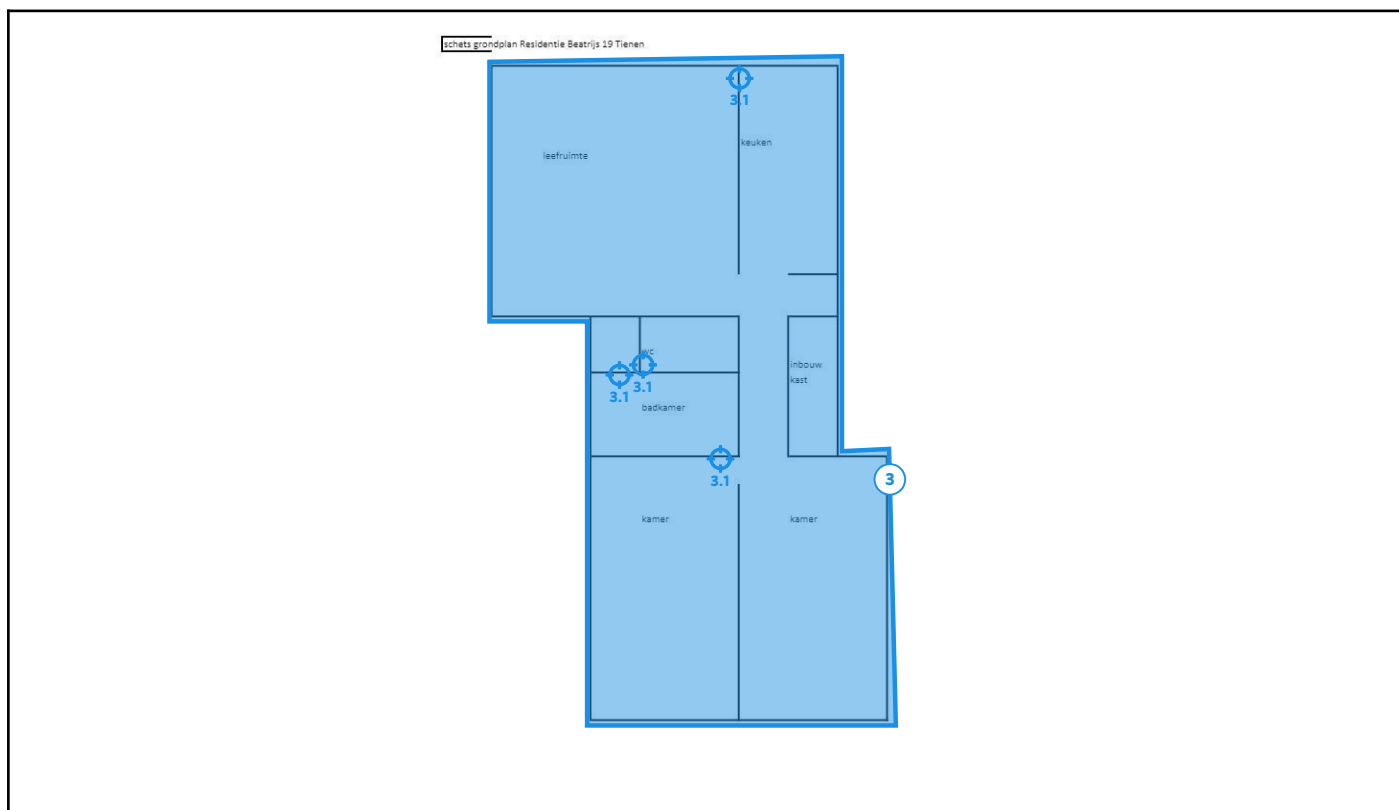 schets grondplan Residentie Beatrijs 19 Tienen
3.1
keuken
leefruimte
wc
inbouw
kast
3.1
3.1
badkamer
3.1
3
kamer
kamer